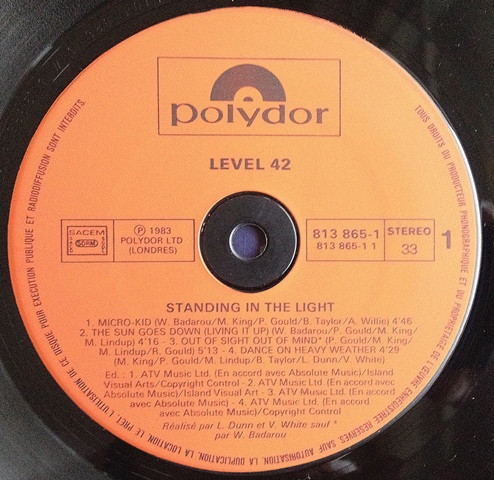 polydor
LEVEL 42
SACEM
SDRM
SACD
SGDL
℗ 1983
POLYDOR LTD
(LONDRES)
813 865-1
813 865-1 1
STEREO
33
1
STANDING IN THE LIGHT
1. MICRO-KID (W. Badarou/M. King/P. Gould/B. Taylor/A. Willie) 4'46
2. THE SUN GOES DOWN (LIVING IT UP) (W. Badarou/P. Gould/M. King/
M. Lindup) 4'16 - 3. OUT OF SIGHT OUT OF MIND* (P. Gould/M. King/
M. Lindup/R. Gould) 5'13 - 4. DANCE ON HEAVY WEATHER 4'29
(M. King/P. Gould/M. Lindup/B. Taylor/L. Dunn/V. White)
Ed. : 1. ATV Music Ltd. (En accord avec Absolute Music)/Island
Visual Arts/Copyright Control - 2. ATV Music Ltd. (En accord avec
Absolute Music)/Island Visual Art - 3. ATV Music Ltd. (En accord
avec Absolute Music) - 4. ATV Music Ltd. (En accord
avec Absolute Music)/Copyright Control
Réalisé par L. Dunn et V. White sauf *
par W. Badarou
TOUS DROITS DU PRODUCTEUR PHONOGRAPHIQUE ET DU PROPRIETAIRE DE L'ŒUVRE ENREGISTREE RESERVES. SAUF AUTORISATION, LA DUPLICATION, LA LOCATION, LE PRET, L'UTILISATION DE CE DISQUE POUR EXECUTION PUBLIQUE ET RADIODIFFUSION SONT INTERDITS.